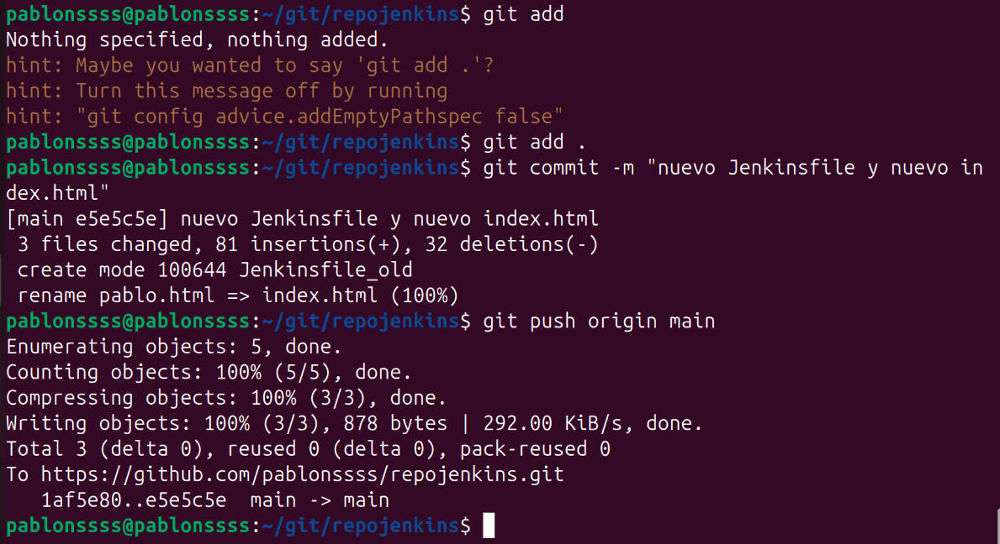 pablonssss@pablonssss:~/git/repojenkins$ git add
Nothing specified, nothing added.
hint: Maybe you wanted to say 'git add .'?
hint: Turn this message off by running
hint: "git config advice.addEmptyPathspec false"
pablonssss@pablonssss:~/git/repojenkins$ git add .
pablonssss@pablonssss:~/git/repojenkins$ git commit -m "nuevo Jenkinsfile y nuevo in
dex.html"
[main e5e5c5e] nuevo Jenkinsfile y nuevo index.html
 3 files changed, 81 insertions(+), 32 deletions(-)
 create mode 100644 Jenkinsfile_old
 rename pablo.html => index.html (100%)
pablonssss@pablonssss:~/git/repojenkins$ git push origin main
Enumerating objects: 5, done.
Counting objects: 100% (5/5), done.
Compressing objects: 100% (3/3), done.
Writing objects: 100% (3/3), 878 bytes | 292.00 KiB/s, done.
Total 3 (delta 0), reused 0 (delta 0), pack-reused 0
To https://github.com/pablonssss/repojenkins.git
   1af5e80..e5e5c5e  main -> main
pablonssss@pablonssss:~/git/repojenkins$